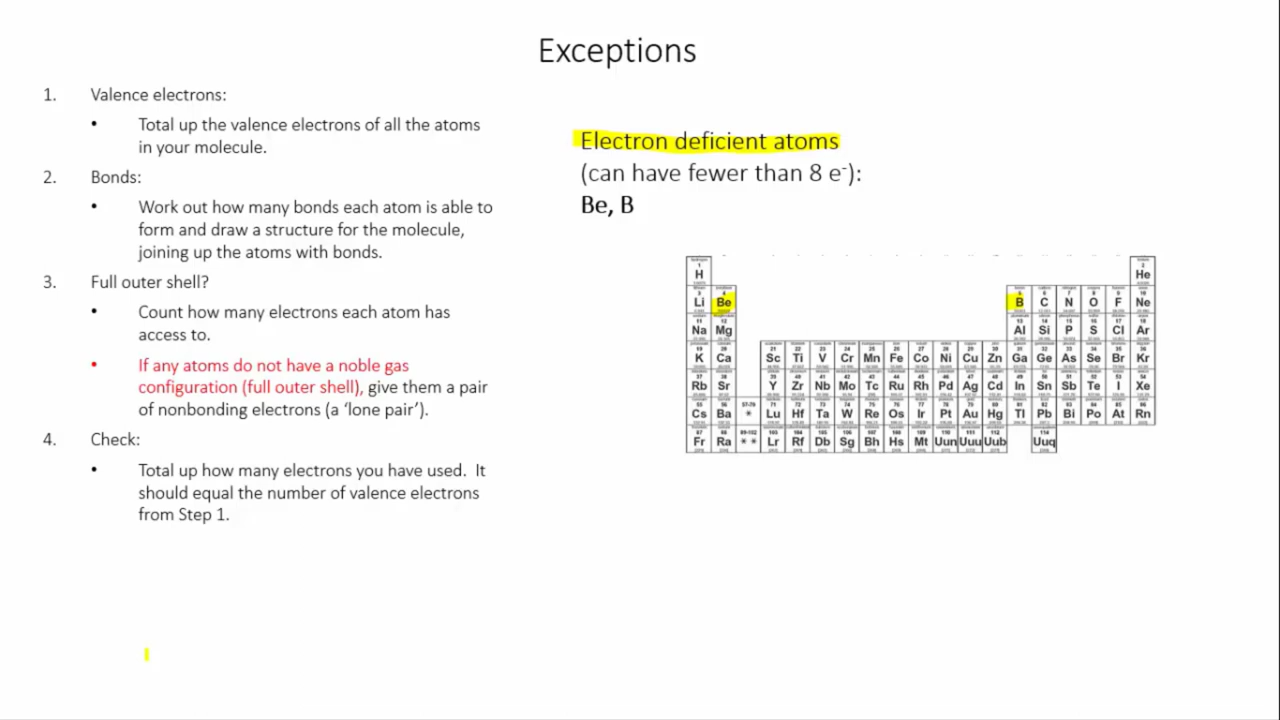 Exceptions
1. Valence electrons:
• Total up the valence electrons of all the atoms
in your molecule.
2. Bonds:
• Work out how many bonds each atom is able to
form and draw a structure for the molecule,
joining up the atoms with bonds.
3. Full outer shell?
• Count how many electrons each atom has
access to.
• If any atoms do not have a noble gas
configuration (full outer shell), give them a pair
of nonbonding electrons (a ‘lone pair’).
4. Check:
• Total up how many electrons you have used. It
should equal the number of valence electrons
from Step 1.
Electron deficient atoms
(can have fewer than 8 e⁻):
Be, B
H He
Li Be B C N O F Ne
Na Mg Al Si P S Cl Ar
K Ca Sc Ti V Cr Mn Fe Co Ni Cu Zn Ga Ge As Se Br Kr
Rb Sr Y Zr Nb Mo Tc Ru Rh Pd Ag Cd In Sn Sb Te I Xe
Cs Ba * Lu Hf Ta W Re Os Ir Pt Au Hg Tl Pb Bi Po At Rn
Fr Ra * * Lr Rf Db Sg Bh Hs Mt Uun Uuu Uub Uuq